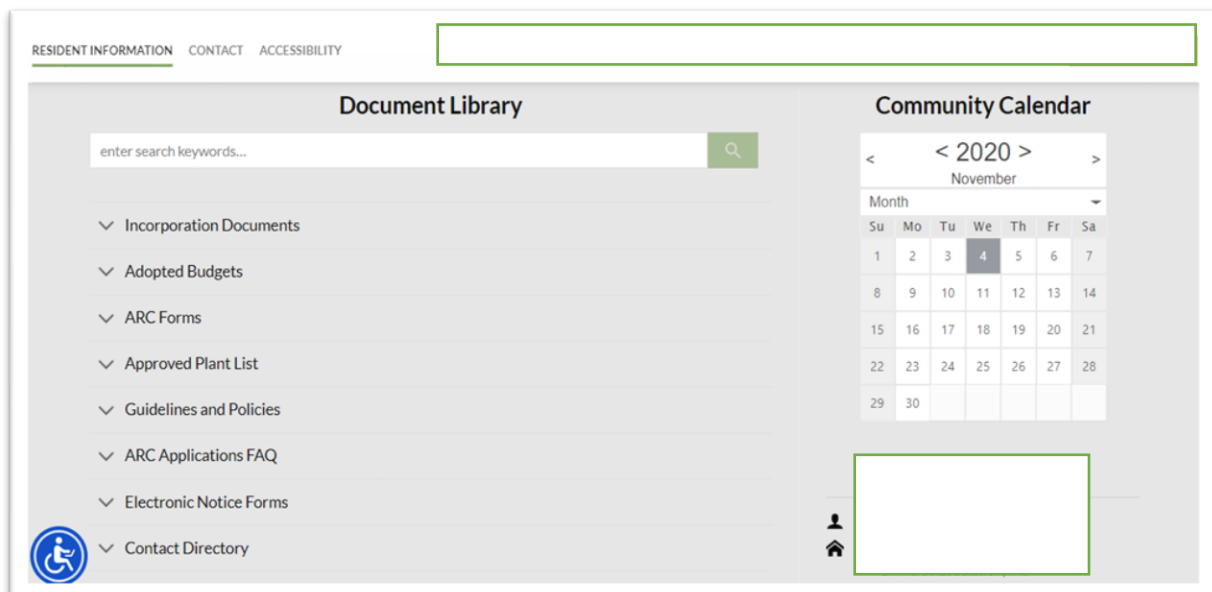 RESIDENT INFORMATION CONTACT ACCESSIBILITY
Document Library
enter search keywords...
Incorporation Documents
Adopted Budgets
ARC Forms
Approved Plant List
Guidelines and Policies
ARC Applications FAQ
Electronic Notice Forms
Contact Directory
Community Calendar
< < 2020 > >
November
Month
Su Mo Tu We Th Fr Sa
1 2 3 4 5 6 7
8 9 10 11 12 13 14
15 16 17 18 19 20 21
22 23 24 25 26 27 28
29 30